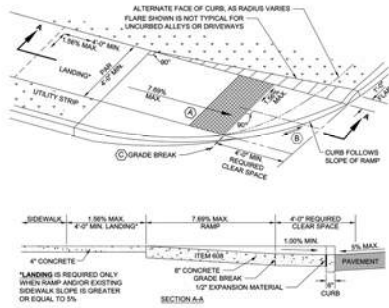 ALTERNATE FACE OF CURB, AS RADIUS VARIES
FLARE SHOWN IS NOT TYPICAL FOR
UNCURBED ALLEYS OR DRIVEWAYS
A
1.56% MAX.
4'-0" MIN.
LANDING*
PAR
4'-0" MIN.
90°
UTILITY STRIP
7.69%
MAX.
A
1.56%
MAX.
90°
B
A
C GRADE BREAK
4'-0" MIN.
REQUIRED
CLEAR SPACE
CURB FOLLOWS
SLOPE OF RAMP
SIDEWALK
1.56% MAX.
4'-0" MIN. LANDING*
7.69% MAX.
RAMP
4'-0" REQUIRED
CLEAR SPACE
1.00% MIN.
5% MAX.
4" CONCRETE
ITEM 608
PAVEMENT
6" CONCRETE
GRADE BREAK
1/2" EXPANSION MATERIAL
6"
CURB
*LANDING IS REQUIRED ONLY
WHEN RAMP AND/OR EXISTING
SIDEWALK SLOPE IS GREATER
OR EQUAL TO 5%
SECTION A-A